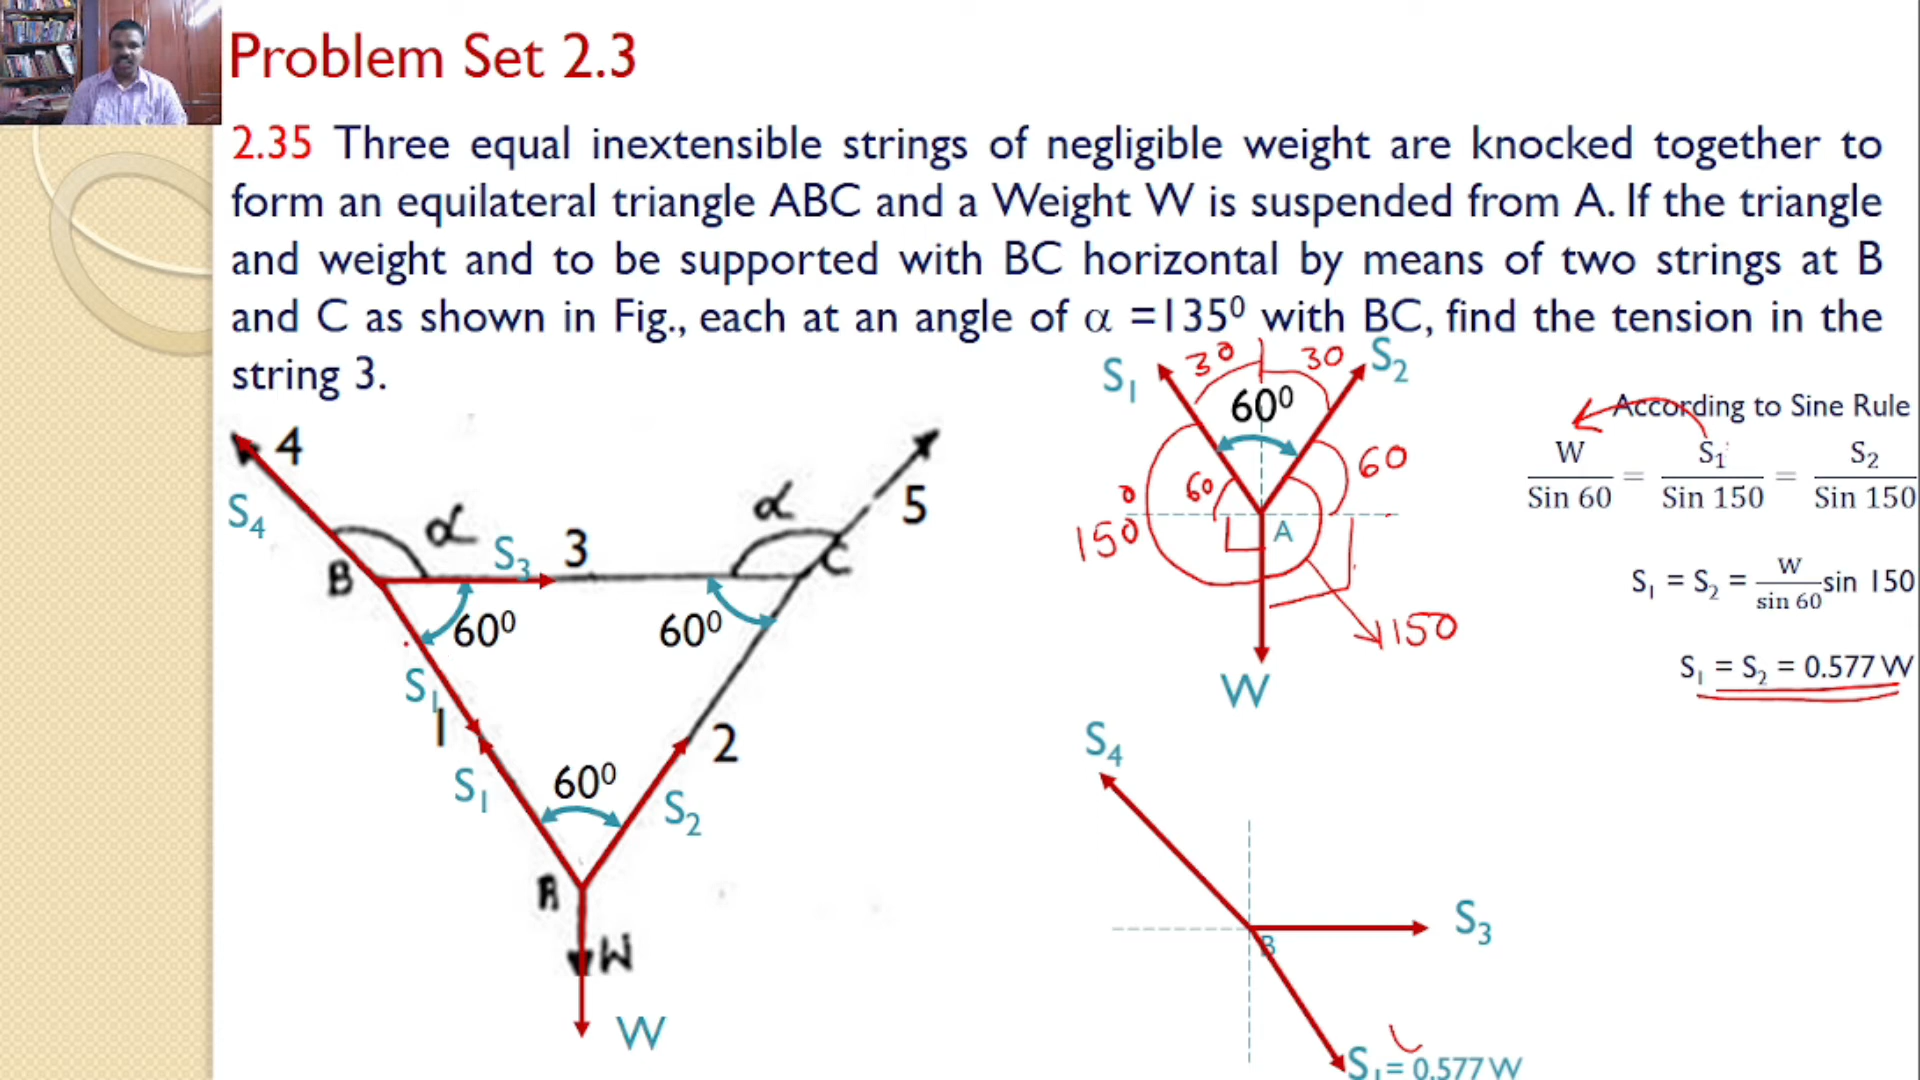 Problem Set 2.3
2.35 Three equal inextensible strings of negligible weight are knocked together to
form an equilateral triangle ABC and a Weight W is suspended from A. If the triangle
and weight and to be supported with BC horizontal by means of two strings at B
and C as shown in Fig., each at an angle of α =135⁰ with BC, find the tension in the
string 3.
4
S₄
α
B
S₃
3
α
C
5
60⁰
60⁰
S₁
1
S₁
60⁰
S₂
2
A
W
W
S₁
30
30
S₂
60⁰
60
60
150⁰
A
150
W
According to Sine Rule
W/Sin 60 = S₁/Sin 150 = S₂/Sin 150
S₁ = S₂ = W/sin 60 sin 150
S₁ = S₂ = 0.577 W
S₄
B
S₃
S₁= 0.577 W